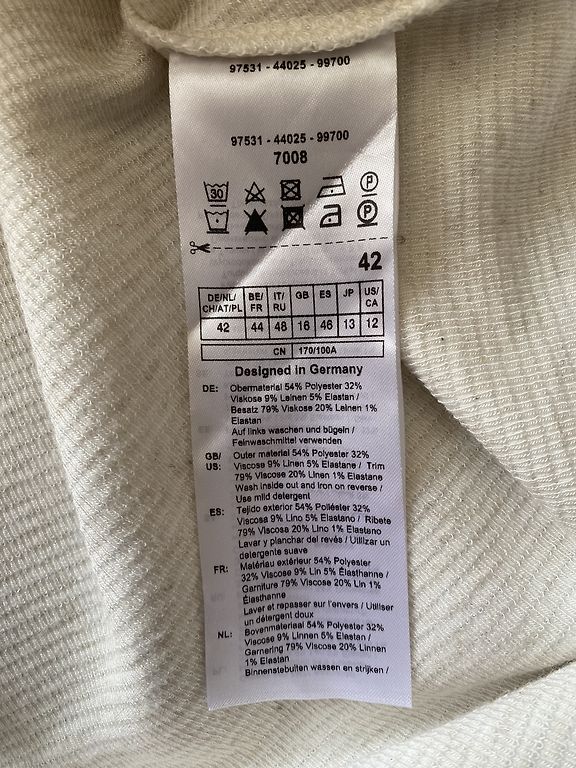 97531 - 44025 - 99700
97531 - 44025 - 99700
7008
30 P
P
42
DE/NL/ BE/ IT/ GB ES JP US/
CH/AT/PL FR RU CA
42 44 48 16 46 13 12
CN 170/100A
Designed in Germany
DE: Obermaterial 54% Polyester 32%
Viskose 9% Leinen 5% Elastan /
Besatz 79% Viskose 20% Leinen 1%
Elastan
Auf links waschen und bügeln /
Feinwaschmittel verwenden
GB/ Outer material 54% Polyester 32%
US: Viscose 9% Linen 5% Elastane / Trim
79% Viscose 20% Linen 1% Elastane
Wash inside out and iron on reverse /
Use mild detergent
ES: Tejido exterior 54% Poliéster 32%
Viscosa 9% Lino 5% Elastano / Ribete
79% Viscosa 20% Lino 1% Elastano
Lavar y planchar del revés / Utilizar un
detergente suave
FR: Matériau extérieur 54% Polyester
32% Viscose 9% Lin 5% Élasthanne /
Garniture 79% Viscose 20% Lin 1%
Élasthanne
Laver et repasser sur l'envers / Utiliser
un détergent doux
NL: Bovenmateriaal 54% Polyester 32%
Viscose 9% Linnen 5% Elastan /
Garnering 79% Viscose 20% Linnen
1% Elastan
Binnenstebuiten wassen en strijken /